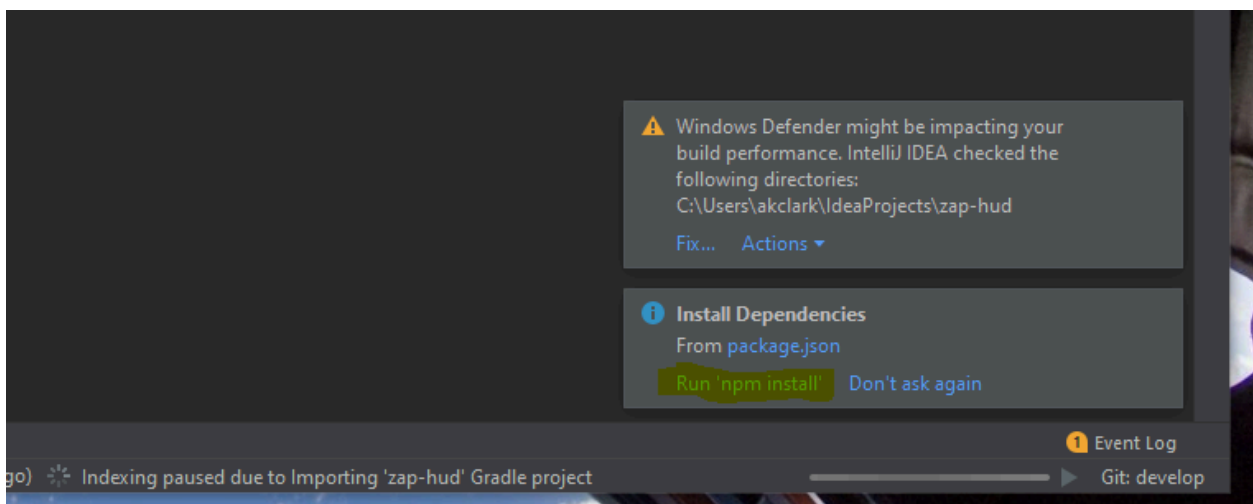 Windows Defender might be impacting your
build performance. IntelliJ IDEA checked the
following directories:
C:\Users\akclark\IdeaProjects\zap-hud
Fix... Actions
Install Dependencies
From package.json
Run 'npm install' Don't ask again
1 Event Log
go) Indexing paused due to Importing 'zap-hud' Gradle project Git: develop